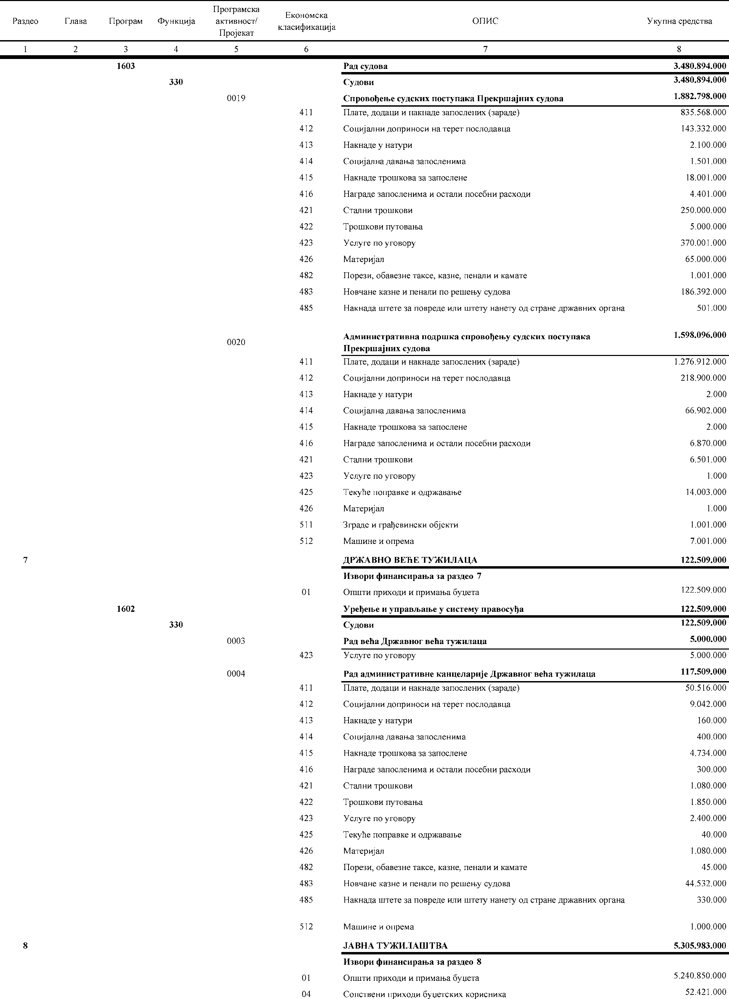 Раздео Глава Програм Функција Програмска активност/ Пројекат Економска класификација ОПИС Укупна средства
1 2 3 4 5 6 7 8
1603 Рад судова 3.480.894.000
330 Судови 3.480.894.000
0019 Спровођење судских поступака Прекршајних судова 1.882.798.000
411 Плате, додаци и накнаде запослених (зараде) 835.568.000
412 Социјални доприноси на терет послодавца 143.332.000
413 Накнаде у натури 2.100.000
414 Социјална давања запосленима 1.501.000
415 Накнаде трошкова за запослене 18.001.000
416 Награде запосленима и остали посебни расходи 4.401.000
421 Стални трошкови 250.000.000
422 Трошкови путовања 5.000.000
423 Услуге по уговору 370.001.000
426 Материјал 65.000.000
482 Порези, обавезне таксе, казне, пенали и камате 1.001.000
483 Новчане казне и пенали по решењу судова 186.392.000
485 Накнада штете за повреде или штету нанету од стране државних органа 501.000
0020 Административна подршка спровођењу судских поступака 1.598.096.000
Прекршајних судова
411 Плате, додаци и накнаде запослених (зараде) 1.276.912.000
412 Социјални доприноси на терет послодавца 218.900.000
413 Накнаде у натури 2.000
414 Социјална давања запосленима 66.902.000
415 Накнаде трошкова за запослене 2.000
416 Награде запосленима и остали посебни расходи 6.870.000
421 Стални трошкови 6.501.000
423 Услуге по уговору 1.000
425 Текуће поправке и одржавање 14.003.000
426 Материјал 1.000
511 Зграде и грађевински објекти 1.001.000
512 Машине и опрема 7.001.000
7 ДРЖАВНО ВЕЋЕ ТУЖИЛАЦА 122.509.000
Извори финансирања за раздео 7
01 Општи приходи и примања буџета 122.509.000
1602 Уређење и управљање у систему правосуђа 122.509.000
330 Судови 122.509.000
0003 Рад већа Државног већа тужилаца 5.000.000
423 Услуге по уговору 5.000.000
0004 Рад административне канцеларије Државног већа тужилаца 117.509.000
411 Плате, додаци и накнаде запослених (зараде) 50.516.000
412 Социјални доприноси на терет послодавца 9.042.000
413 Накнаде у натури 160.000
414 Социјална давања запосленима 400.000
415 Накнаде трошкова за запослене 4.734.000
416 Награде запосленима и остали посебни расходи 300.000
421 Стални трошкови 1.080.000
422 Трошкови путовања 1.850.000
423 Услуге по уговору 2.400.000
425 Текуће поправке и одржавање 40.000
426 Материјал 1.080.000
482 Порези, обавезне таксе, казне, пенали и камате 45.000
483 Новчане казне и пенали по решењу судова 44.532.000
485 Накнада штете за повреде или штету нанету од стране државних органа 330.000
512 Машине и опрема 1.000.000
8 ЈАВНА ТУЖИЛАШТВА 5.305.983.000
Извори финансирања за раздео 8
01 Општи приходи и примања буџета 5.240.850.000
04 Сопствени приходи буџетских корисника 52.421.000